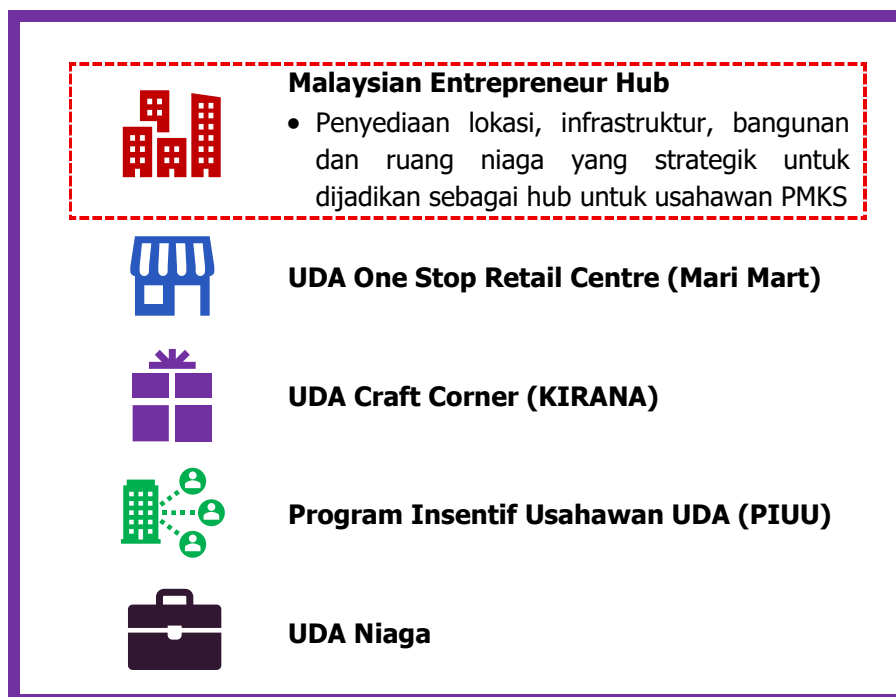 Malaysian Entrepreneur Hub
• Penyediaan lokasi, infrastruktur, bangunan
dan ruang niaga yang strategik untuk
dijadikan sebagai hub untuk usahawan PMKS
UDA One Stop Retail Centre (Mari Mart)
UDA Craft Corner (KIRANA)
Program Insentif Usahawan UDA (PIUU)
UDA Niaga